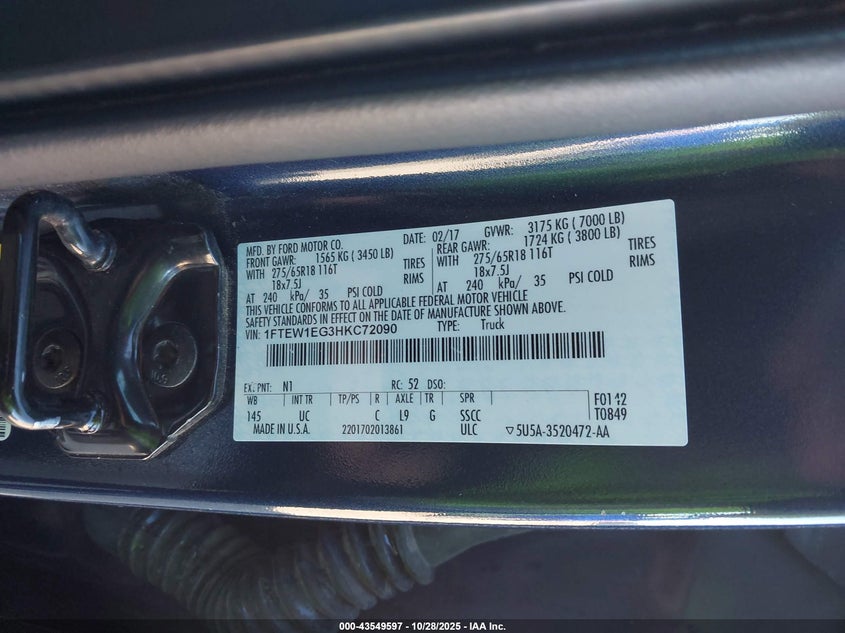 MFD. BY FORD MOTOR CO. DATE: 02/17 GVWR: 3175 KG ( 7000 LB)
FRONT GAWR: 1565 KG ( 3450 LB) REAR GAWR: 1724 KG ( 3800 LB)
WITH 275/65R18 116T TIRES WITH 275/65R18 116T TIRES
18x7.5J RIMS 18x7.5J RIMS
AT 240 kPa/ 35 PSI COLD AT 240 kPa/ 35 PSI COLD
THIS VEHICLE CONFORMS TO ALL APPLICABLE FEDERAL MOTOR VEHICLE
SAFETY STANDARDS IN EFFECT ON THE DATE OF MANUFACTURE SHOWN ABOVE.
VIN: 1FTEW1EG3HKC72090 TYPE: Truck
EXT PNT: N1 RC: 52 DSO:
WB INT TR TP/PS R AXLE TR SPR F0142
145 UC C L9 G SSCC T0849
MADE IN U.S.A. 2201702013861 ULC ▽5U5A-3520472-AA
000-43549597 - 10/28/2025 - IAA Inc.